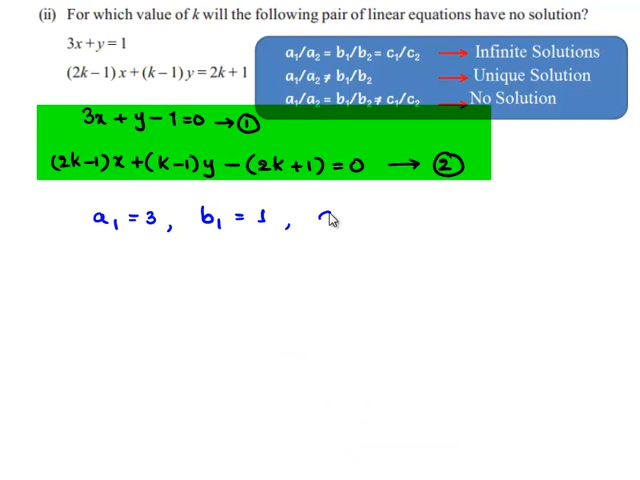 (ii) For which value of k will the following pair of linear equations have no solution?
3x + y = 1
(2k – 1) x + (k – 1) y = 2k + 1
a₁/a₂ = b₁/b₂ = c₁/c₂ → Infinite Solutions
a₁/a₂ ≠ b₁/b₂ → Unique Solution
a₁/a₂ = b₁/b₂ ≠ c₁/c₂ → No Solution
3x + y – 1 = 0 → ①
(2k–1) x + (k–1) y – (2k+1) = 0 → ②
a₁ = 3, b₁ = 1,